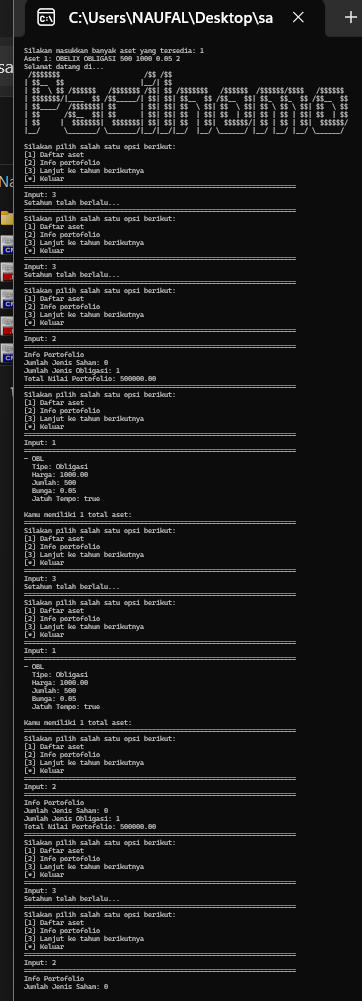 C:\Users\NAUFAL\Desktop\sa
Silakan masukkan banyak aset yang tersedia: 1
Aset 1: OBELIX OBLIGASI 500 1000 0.05 2
Selamat datang di...
Silakan pilih salah satu opsi berikut:
[1] Daftar aset
[2] Info portofolio
[3] Lanjut ke tahun berikutnya
[*] Keluar
Input: 3
Setahun telah berlalu...
Silakan pilih salah satu opsi berikut:
[1] Daftar aset
[2] Info portofolio
[3] Lanjut ke tahun berikutnya
[*] Keluar
Input: 3
Setahun telah berlalu...
Silakan pilih salah satu opsi berikut:
[1] Daftar aset
[2] Info portofolio
[3] Lanjut ke tahun berikutnya
[*] Keluar
Input: 2
Info Portofolio
Jumlah Jenis Saham: 0
Jumlah Jenis Obligasi: 1
Total Nilai Portofolio: 500000.00
Silakan pilih salah satu opsi berikut:
[1] Daftar aset
[2] Info portofolio
[3] Lanjut ke tahun berikutnya
[*] Keluar
Input: 1
- OBL
Tipe: Obligasi
Harga: 1000.00
Jumlah: 500
Bunga: 0.05
Jatuh Tempo: true
Kamu memiliki 1 total aset:
Silakan pilih salah satu opsi berikut:
[1] Daftar aset
[2] Info portofolio
[3] Lanjut ke tahun berikutnya
[*] Keluar
Input: 3
Setahun telah berlalu...
Silakan pilih salah satu opsi berikut:
[1] Daftar aset
[2] Info portofolio
[3] Lanjut ke tahun berikutnya
[*] Keluar
Input: 1
- OBL
Tipe: Obligasi
Harga: 1000.00
Jumlah: 500
Bunga: 0.05
Jatuh Tempo: true
Kamu memiliki 1 total aset:
Silakan pilih salah satu opsi berikut:
[1] Daftar aset
[2] Info portofolio
[3] Lanjut ke tahun berikutnya
[*] Keluar
Input: 2
Info Portofolio
Jumlah Jenis Saham: 0
Jumlah Jenis Obligasi: 1
Total Nilai Portofolio: 500000.00
Silakan pilih salah satu opsi berikut:
[1] Daftar aset
[2] Info portofolio
[3] Lanjut ke tahun berikutnya
[*] Keluar
Input: 3
Setahun telah berlalu...
Silakan pilih salah satu opsi berikut:
[1] Daftar aset
[2] Info portofolio
[3] Lanjut ke tahun berikutnya
[*] Keluar
Input: 2
Info Portofolio
Jumlah Jenis Saham: 0